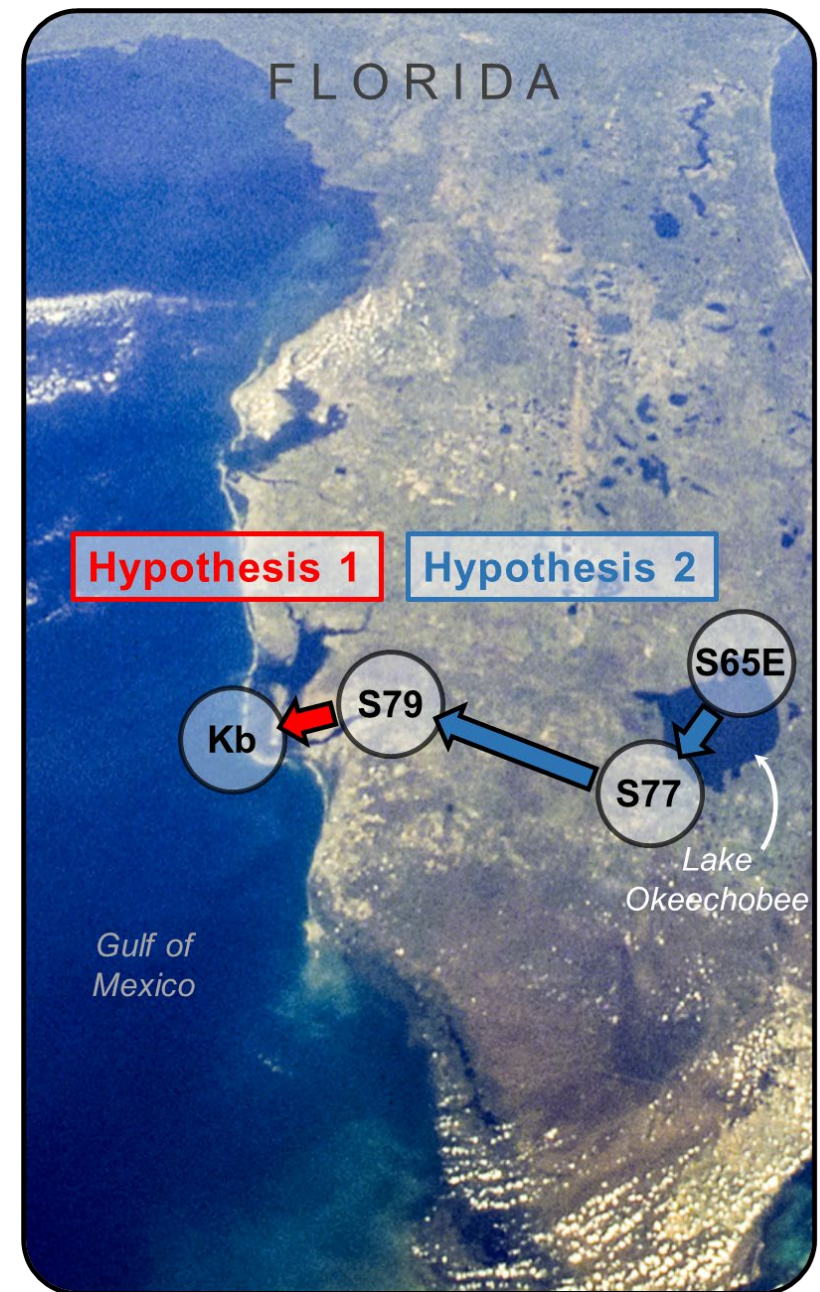 FLORIDA
Hypothesis 1
Hypothesis 2
S65E
S79
Kb
S77
Lake
Okeechobee
Gulf of
Mexico